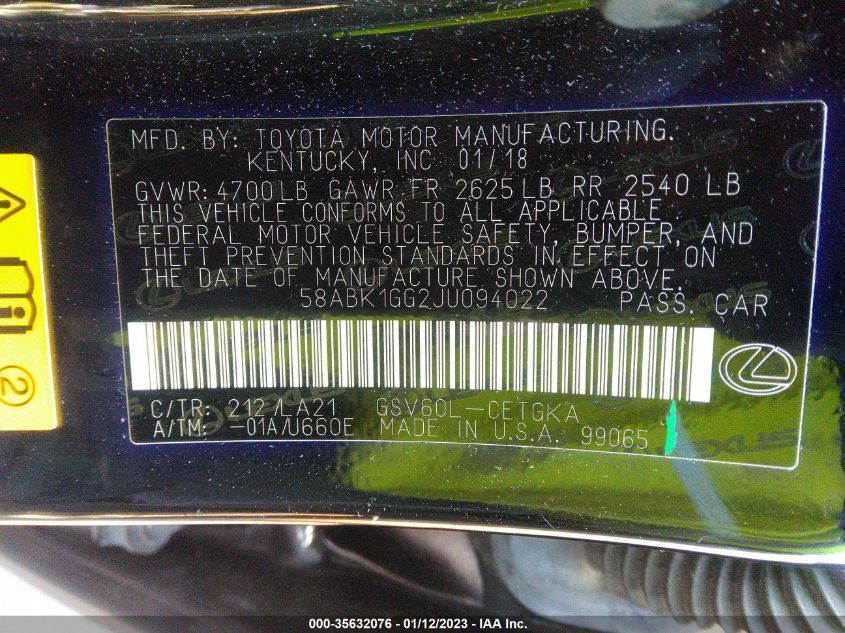 MFD. BY: TOYOTA MOTOR MANUFACTURING.
KENTUCKY, INC 01/18
GVWR: 4700 LB GAWR FR 2625 LB RR 2540 LB
THIS VEHICLE CONFORMS TO ALL APPLICABLE
FEDERAL MOTOR VEHICLE SAFETY, BUMPER, AND
THEFT PREVENTION STANDARDS IN EFFECT ON
THE DATE OF MANUFACTURE SHOWN ABOVE.
58ABK1GG2JU094022 PASS. CAR
C/TR: 212 /LA21 GSV60L-CETGKA
A/TM: -01A/U660E MADE IN U.S.A. 99065
2
000-35632076 - 01/12/2023 - IAA Inc.